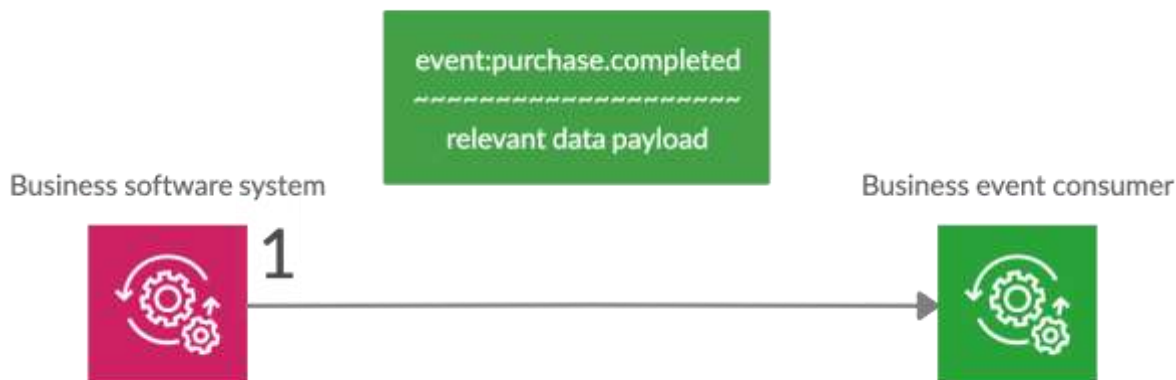 event:purchase.completed
~~~~~~~~~~~~~~~~~~~~
relevant data payload
Business software system
Business event consumer
1